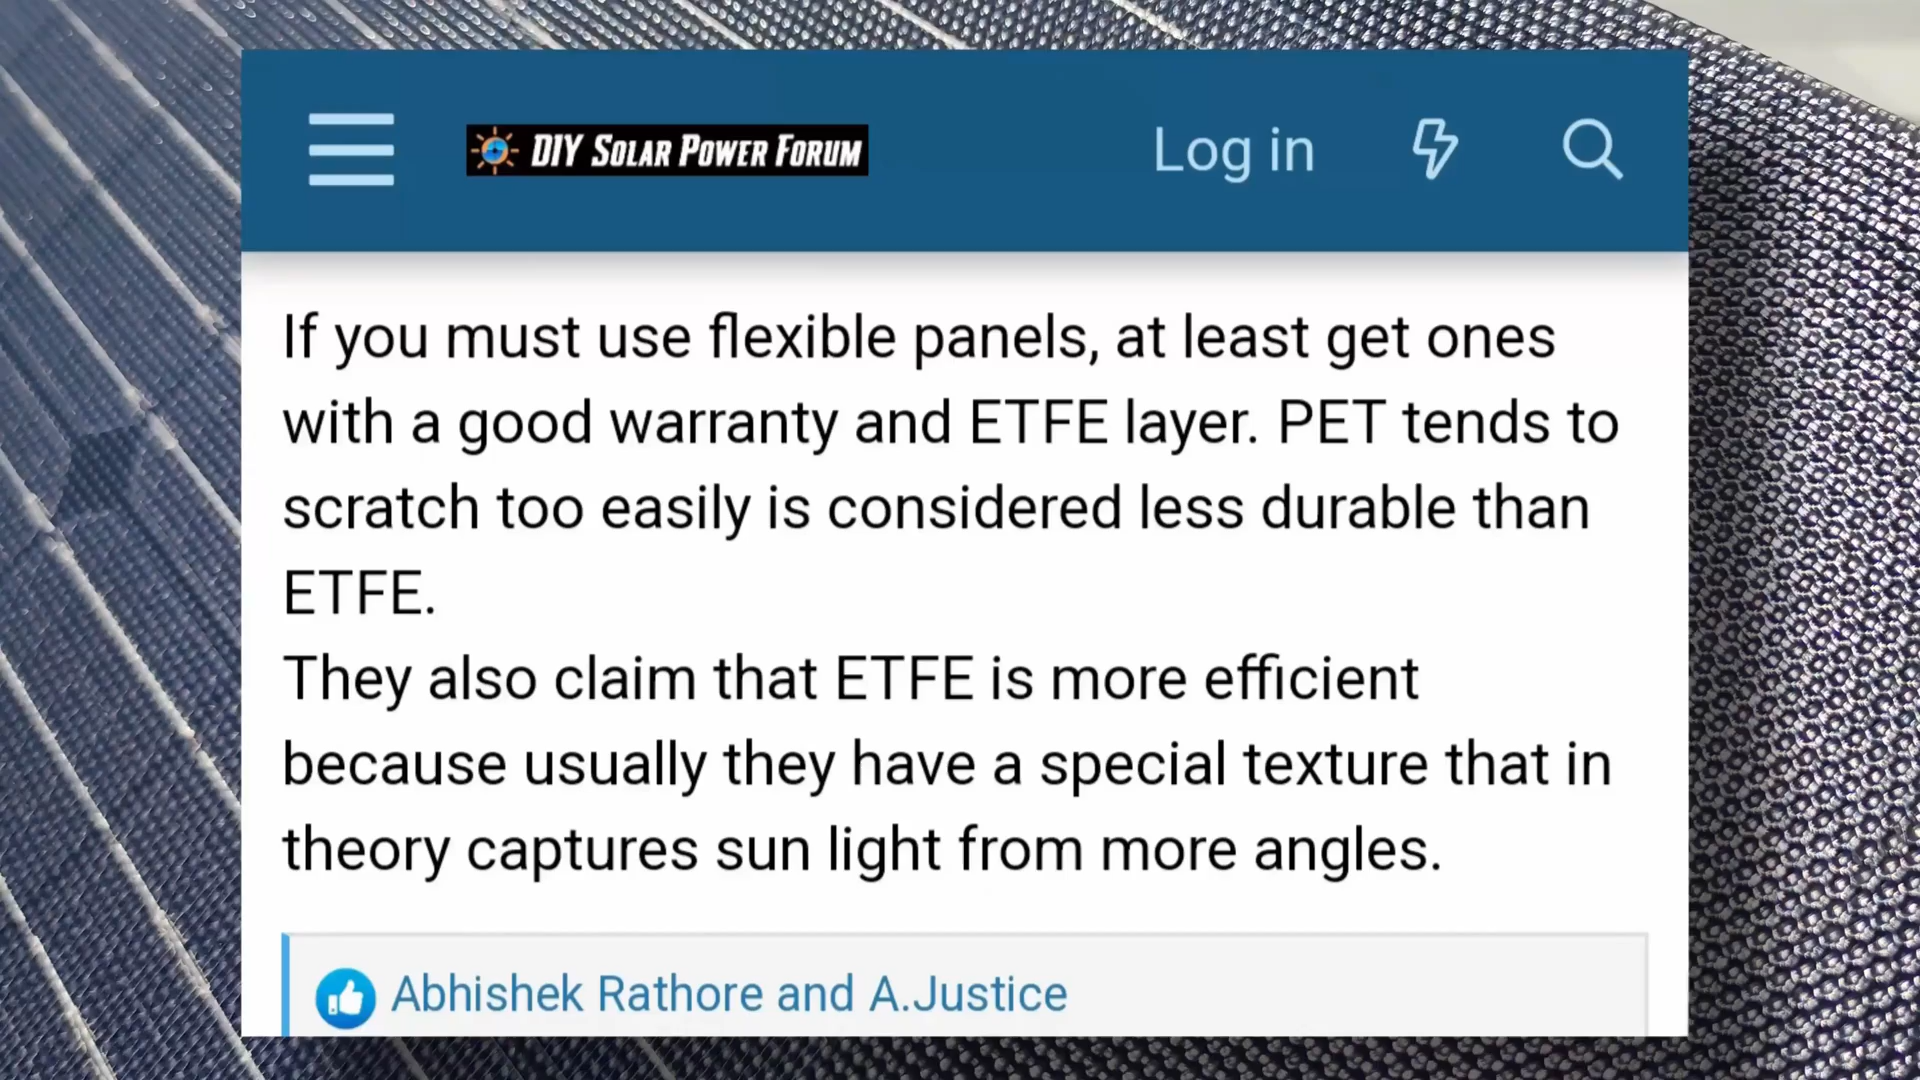 DIY SOLAR POWER FORUM
Log in
If you must use flexible panels, at least get ones
with a good warranty and ETFE layer. PET tends to
scratch too easily is considered less durable than
ETFE.
They also claim that ETFE is more efficient
because usually they have a special texture that in
theory captures sun light from more angles.
Abhishek Rathore and A.Justice